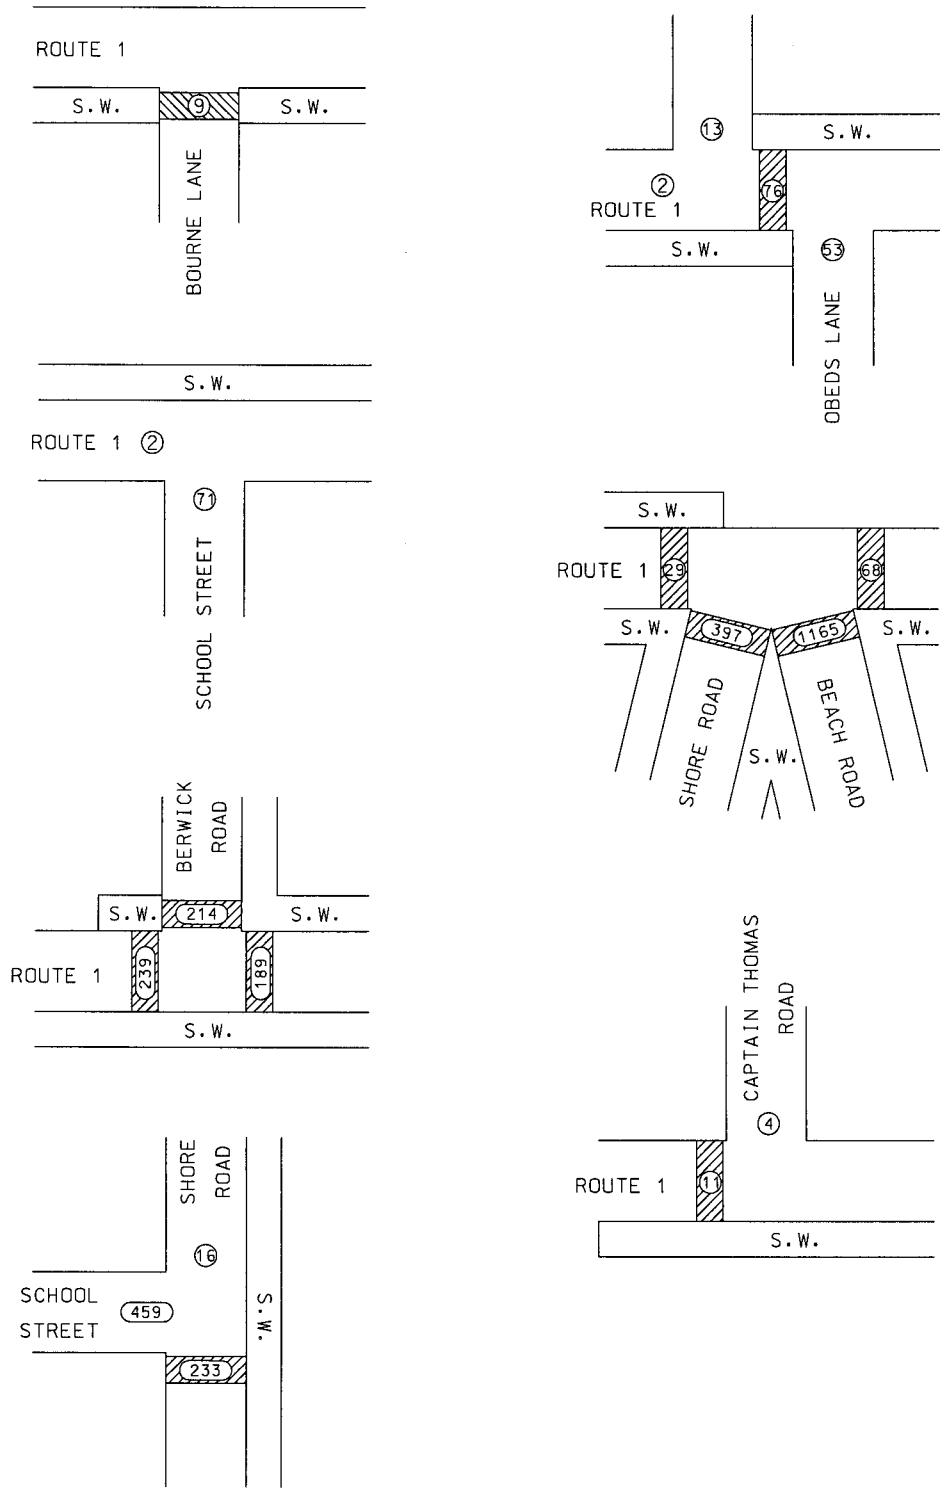 ROUTE 1
S.W.
9
S.W.
BOURNE LANE
13
S.W.
2
ROUTE 1
76
S.W.
53
OBEDS LANE
S.W.
ROUTE 1 2
71
SCHOOL STREET
S.W.
ROUTE 1
29
68
S.W.
397
1165
S.W.
SHORE ROAD
S.W.
BEACH ROAD
BERWICK
ROAD
S.W.
214
S.W.
ROUTE 1
239
189
S.W.
CAPTAIN THOMAS
ROAD
4
ROUTE 1
11
S.W.
SHORE
ROAD
16
SCHOOL
STREET
459
S.W.
233